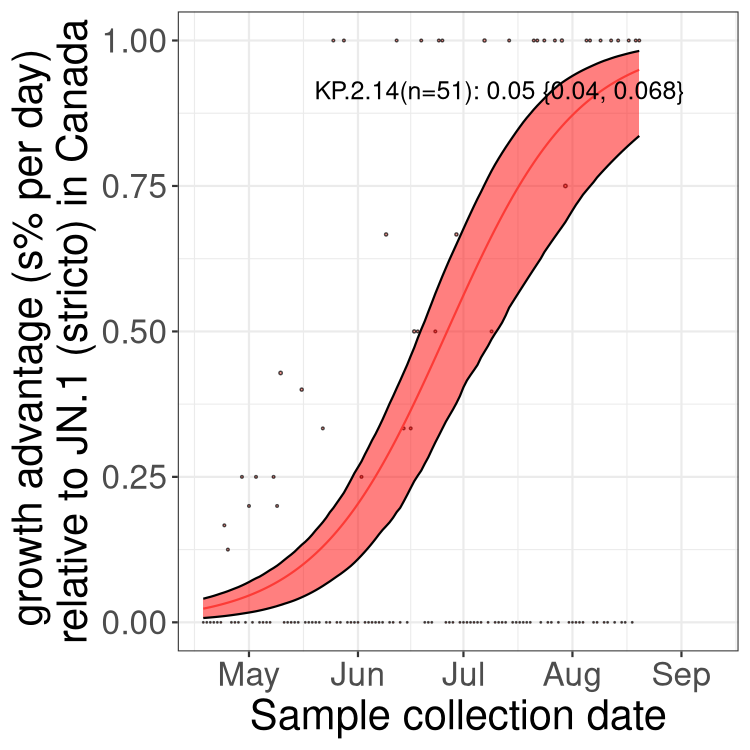 growth advantage (s% per day)
relative to JN.1 (stricto) in Canada
1.00
0.75
0.50
0.25
0.00
KP.2.14(n=51): 0.05 {0.04, 0.068}
May Jun Jul Aug Sep
Sample collection date